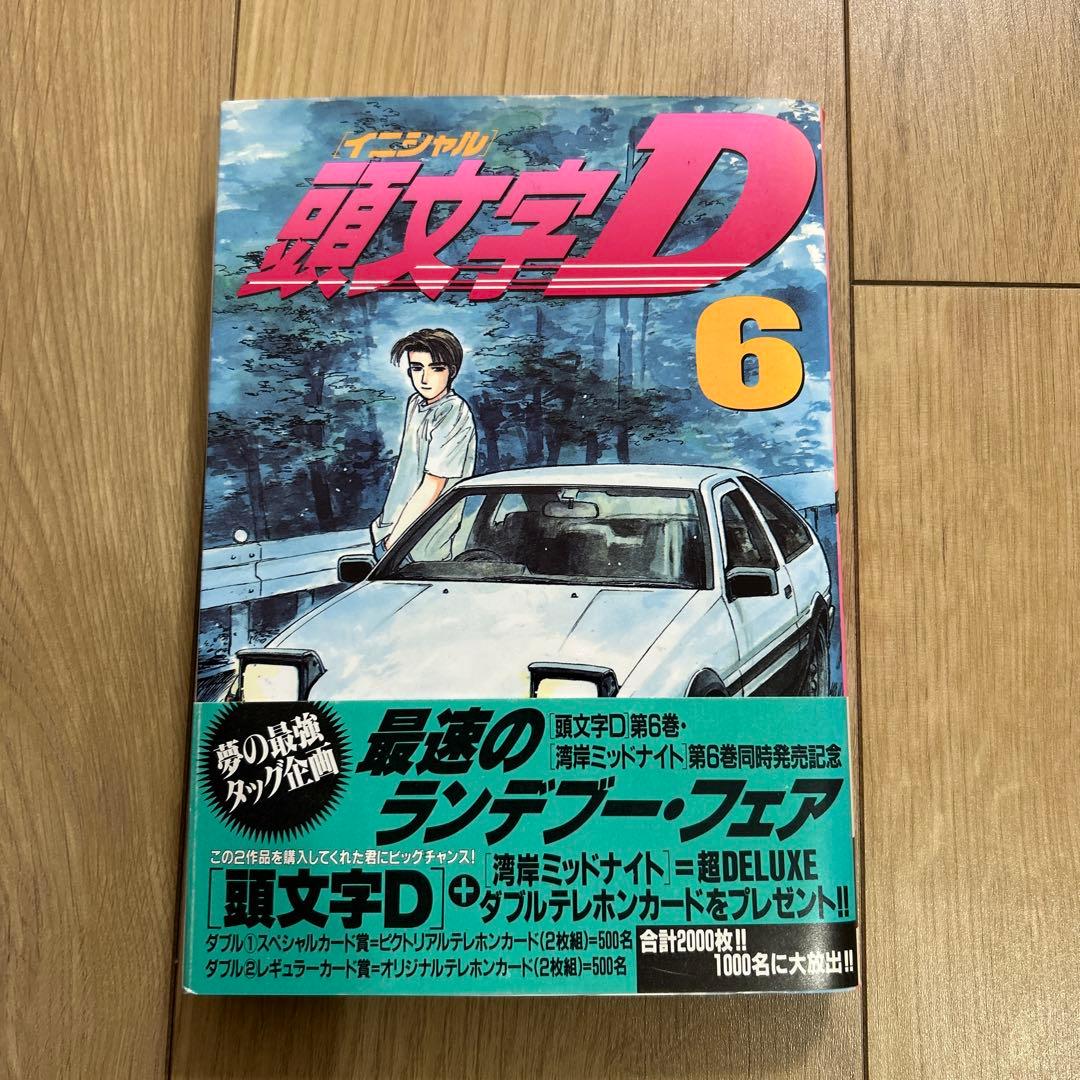 [イニシャル]
頭文字D
6
夢の最強
タッグ企画
最速の
ランデブー・フェア
[頭文字D]第6巻・
[湾岸ミッドナイト]第6巻同時発売記念
この2作品を購入してくれた君にビッグチャンス!
[頭文字D]+[湾岸ミッドナイト]=超DELUXE
ダブルテレホンカードをプレゼント!!
ダブル①スペシャルカード賞=ピクトリアルテレホンカード(2枚組)=500名
ダブル②レギュラーカード賞=オリジナルテレホンカード(2枚組)=500名
合計2000枚!!
1000名に大放出!!